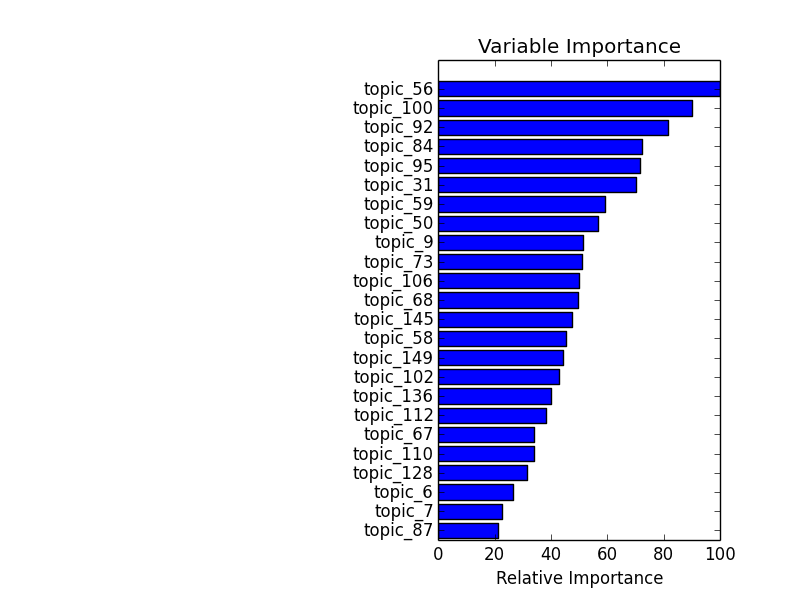 Variable Importance
topic_56
topic_100
topic_92
topic_84
topic_95
topic_31
topic_59
topic_50
topic_9
topic_73
topic_106
topic_68
topic_145
topic_58
topic_149
topic_102
topic_136
topic_112
topic_67
topic_110
topic_128
topic_6
topic_7
topic_87
0 20 40 60 80 100
Relative Importance